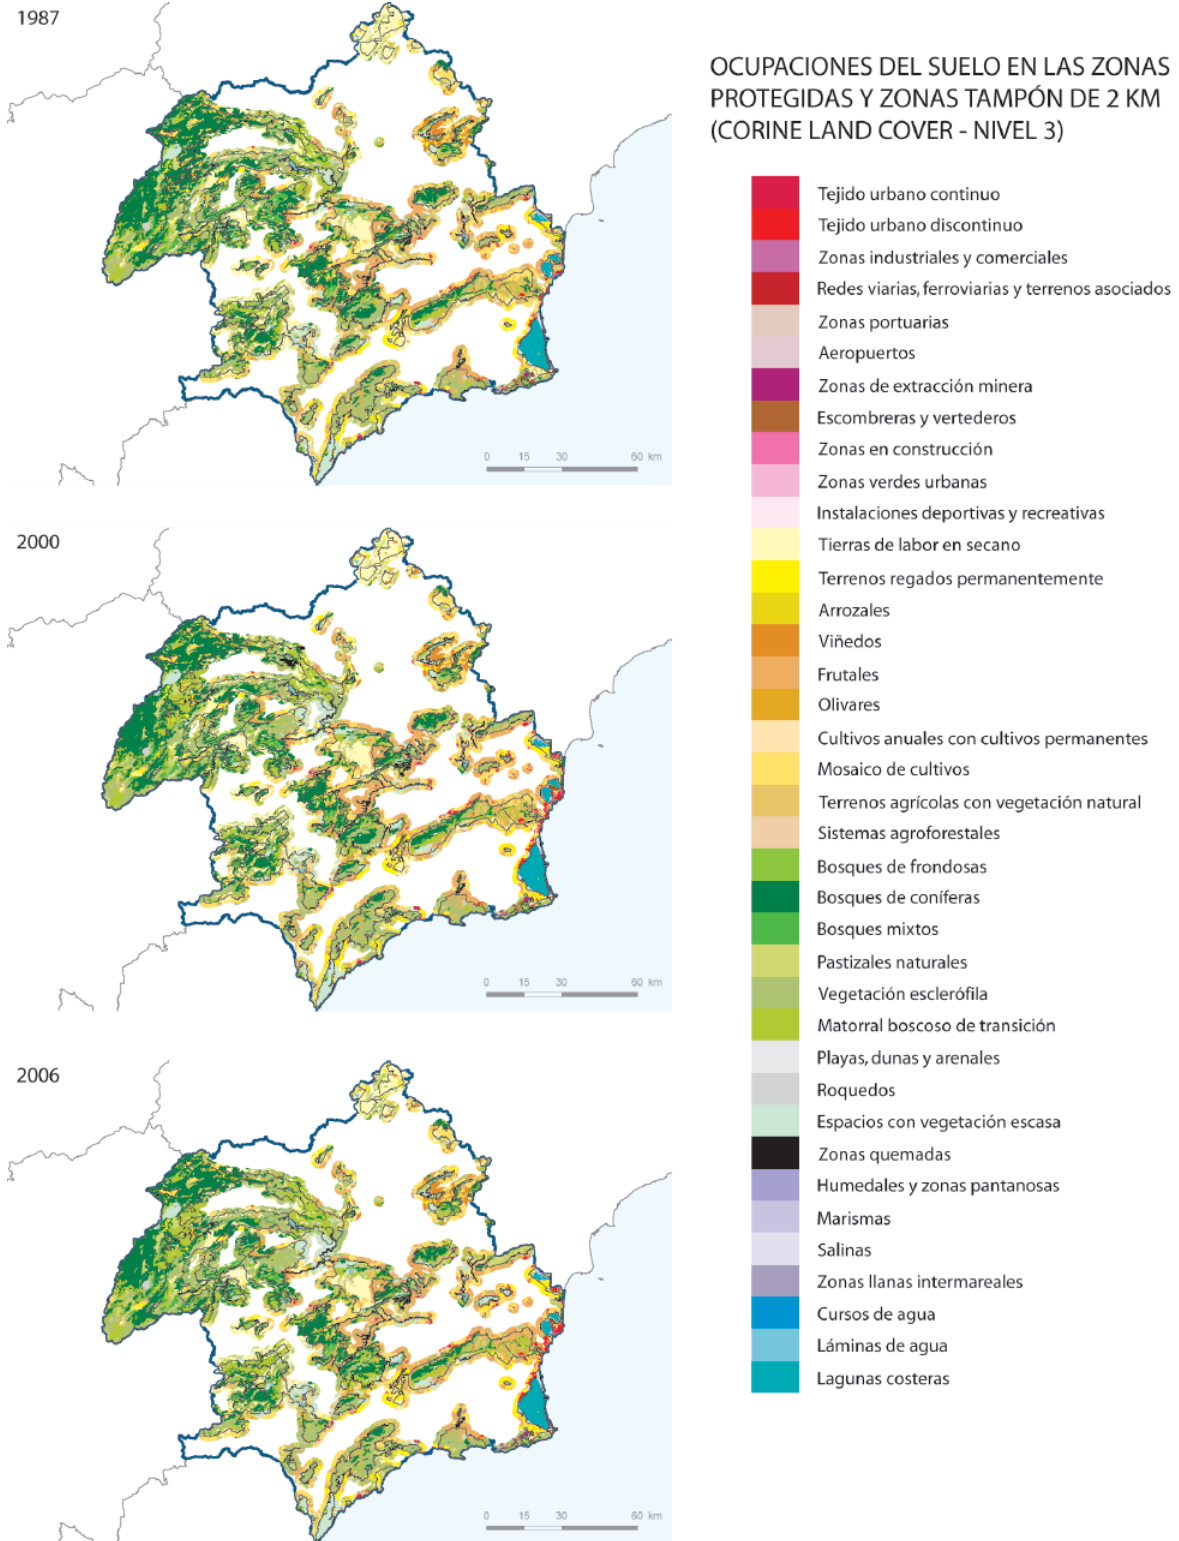 1987
0 15 30 60 km
2000
0 15 30 60 km
2006
0 15 30 60 km
OCUPACIONES DEL SUELO EN LAS ZONAS
PROTEGIDAS Y ZONAS TAMPÓN DE 2 KM
(CORINE LAND COVER - NIVEL 3)
Tejido urbano continuo
Tejido urbano discontinuo
Zonas industriales y comerciales
Redes viarias, ferroviarias y terrenos asociados
Zonas portuarias
Aeropuertos
Zonas de extracción minera
Escombreras y vertederos
Zonas en construcción
Zonas verdes urbanas
Instalaciones deportivas y recreativas
Tierras de labor en secano
Terrenos regados permanentemente
Arrozales
Viñedos
Frutales
Olivares
Cultivos anuales con cultivos permanentes
Mosaico de cultivos
Terrenos agrícolas con vegetación natural
Sistemas agroforestales
Bosques de frondosas
Bosques de coníferas
Bosques mixtos
Pastizales naturales
Vegetación esclerófila
Matorral boscoso de transición
Playas, dunas y arenales
Roquedos
Espacios con vegetación escasa
Zonas quemadas
Humedales y zonas pantanosas
Marismas
Salinas
Zonas llanas intermareales
Cursos de agua
Láminas de agua
Lagunas costeras